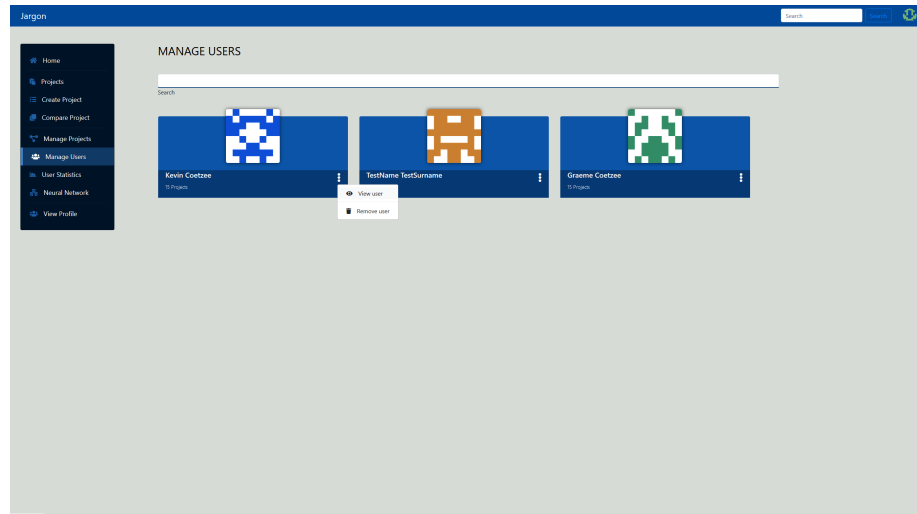 Jargon
Search
Search
Home
Projects
Create Project
Compare Project
Manage Projects
Manage Users
User Statistics
Neural Network
View Profile
MANAGE USERS
Search
Kevin Coetzee
15 Projects
View user
Remove user
TestName TestSurname
Graeme Coetzee
15 Projects